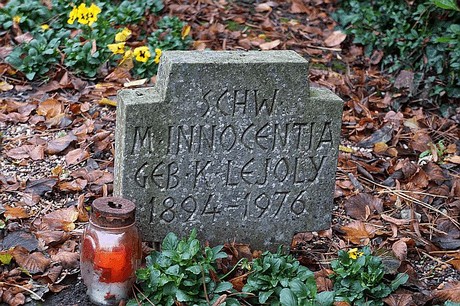 SCHW
M·INNOCENTIA
GEB·K·LEJOLY
1894-1976